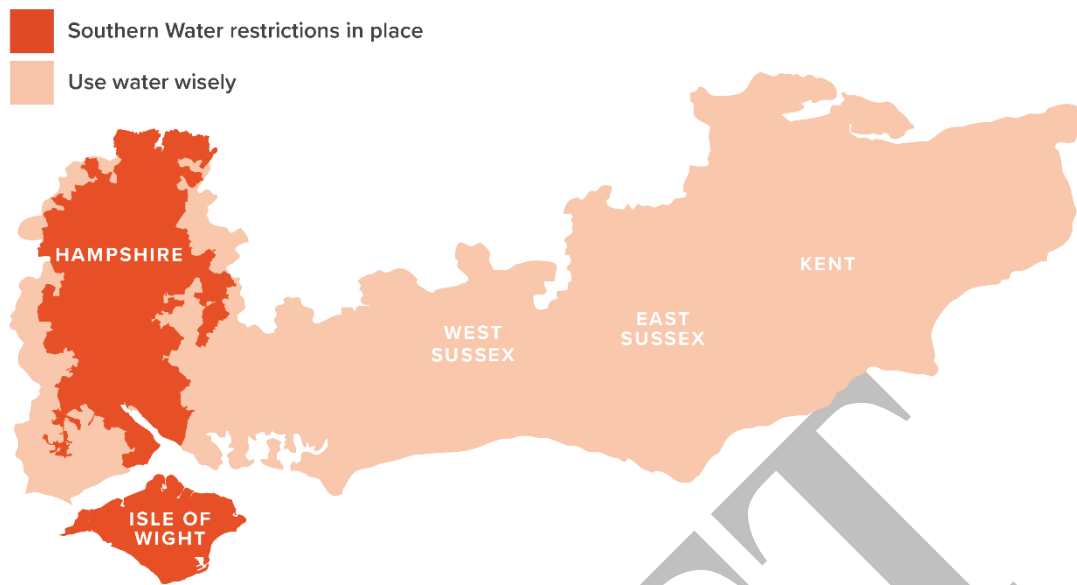 Southern Water restrictions in place
Use water wisely
HAMPSHIRE
KENT
WEST
SUSSEX
EAST
SUSSEX
ISLE OF
WIGHT